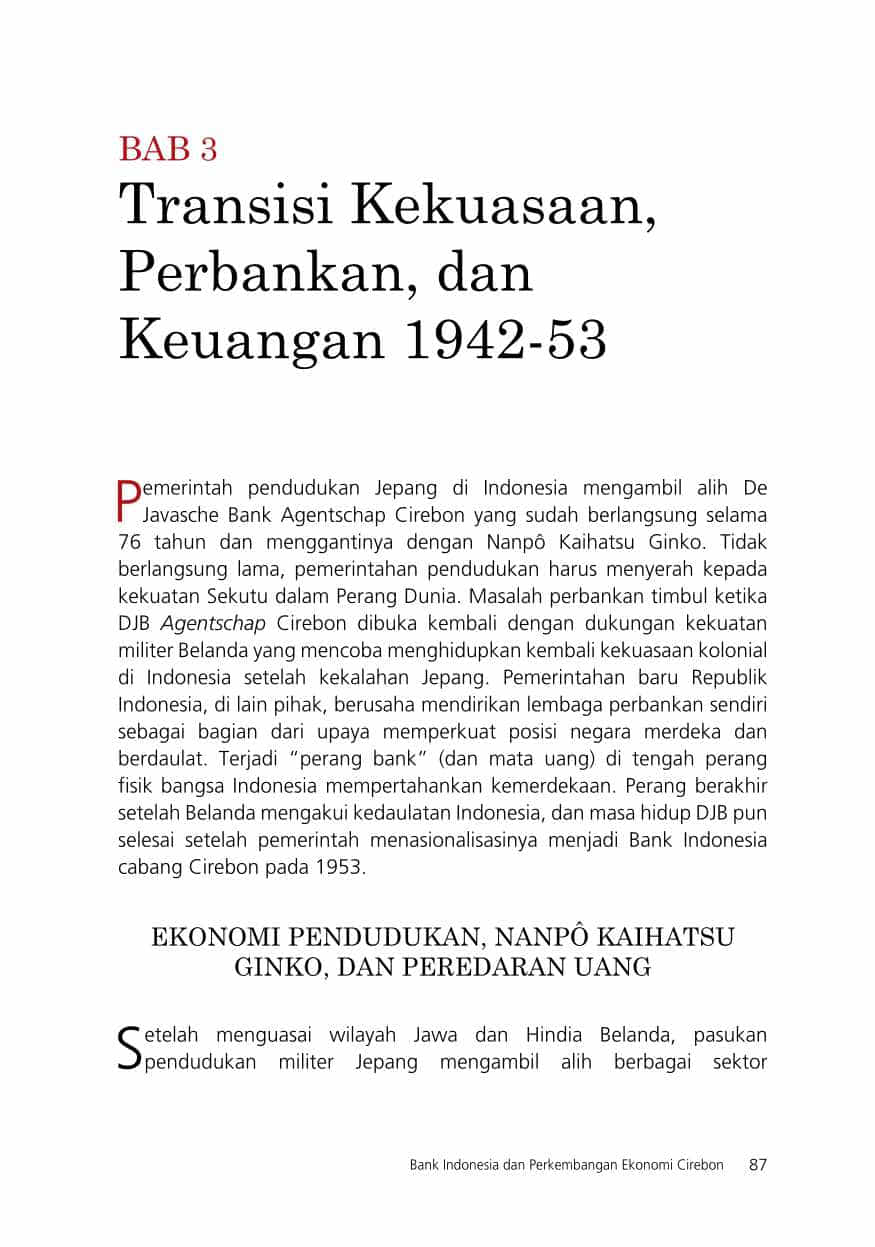 BAB 3
Transisi Kekuasaan,
Perbankan, dan
Keuangan 1942-53
Pemerintah pendudukan Jepang di Indonesia mengambil alih De
Javasche Bank Agentschap Cirebon yang sudah berlangsung selama
76 tahun dan menggantinya dengan Nanpô Kaihatsu Ginko. Tidak
berlangsung lama, pemerintahan pendudukan harus menyerah kepada
kekuatan Sekutu dalam Perang Dunia. Masalah perbankan timbul ketika
DJB Agentschap Cirebon dibuka kembali dengan dukungan kekuatan
militer Belanda yang mencoba menghidupkan kembali kekuasaan kolonial
di Indonesia setelah kekalahan Jepang. Pemerintahan baru Republik
Indonesia, di lain pihak, berusaha mendirikan lembaga perbankan sendiri
sebagai bagian dari upaya memperkuat posisi negara merdeka dan
berdaulat. Terjadi “perang bank” (dan mata uang) di tengah perang
fisik bangsa Indonesia mempertahankan kemerdekaan. Perang berakhir
setelah Belanda mengakui kedaulatan Indonesia, dan masa hidup DJB pun
selesai setelah pemerintah menasionalisasinya menjadi Bank Indonesia
cabang Cirebon pada 1953.
EKONOMI PENDUDUKAN, NANPÔ KAIHATSU
GINKO, DAN PEREDARAN UANG
Setelah menguasai wilayah Jawa dan Hindia Belanda, pasukan
pendudukan militer Jepang mengambil alih berbagai sektor
Bank Indonesia dan Perkembangan Ekonomi Cirebon 87